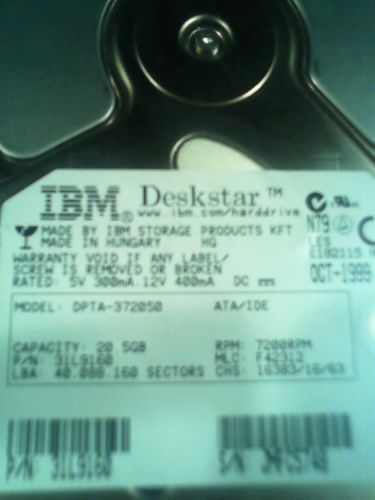 IBM® Deskstar™
www.ibm.com/harddrive
MADE BY IBM STORAGE PRODUCTS KFT
MADE IN HUNGARY HG
N79
LES
E182115
WARRANTY VOID IF ANY LABEL/
SCREW IS REMOVED OR BROKEN
RATED: 5V 300mA.12V 400mA DC
OCT-1999
MODEL: DPTA-372050 ATA/IDE
CAPACITY: 20.5GB RPM: 7200RPM
P/N: 31L9160 MLC: F42312
LBA: 40.088.160 SECTORS CHS: 16383/16/63
P/N: 31L9160 S/N: